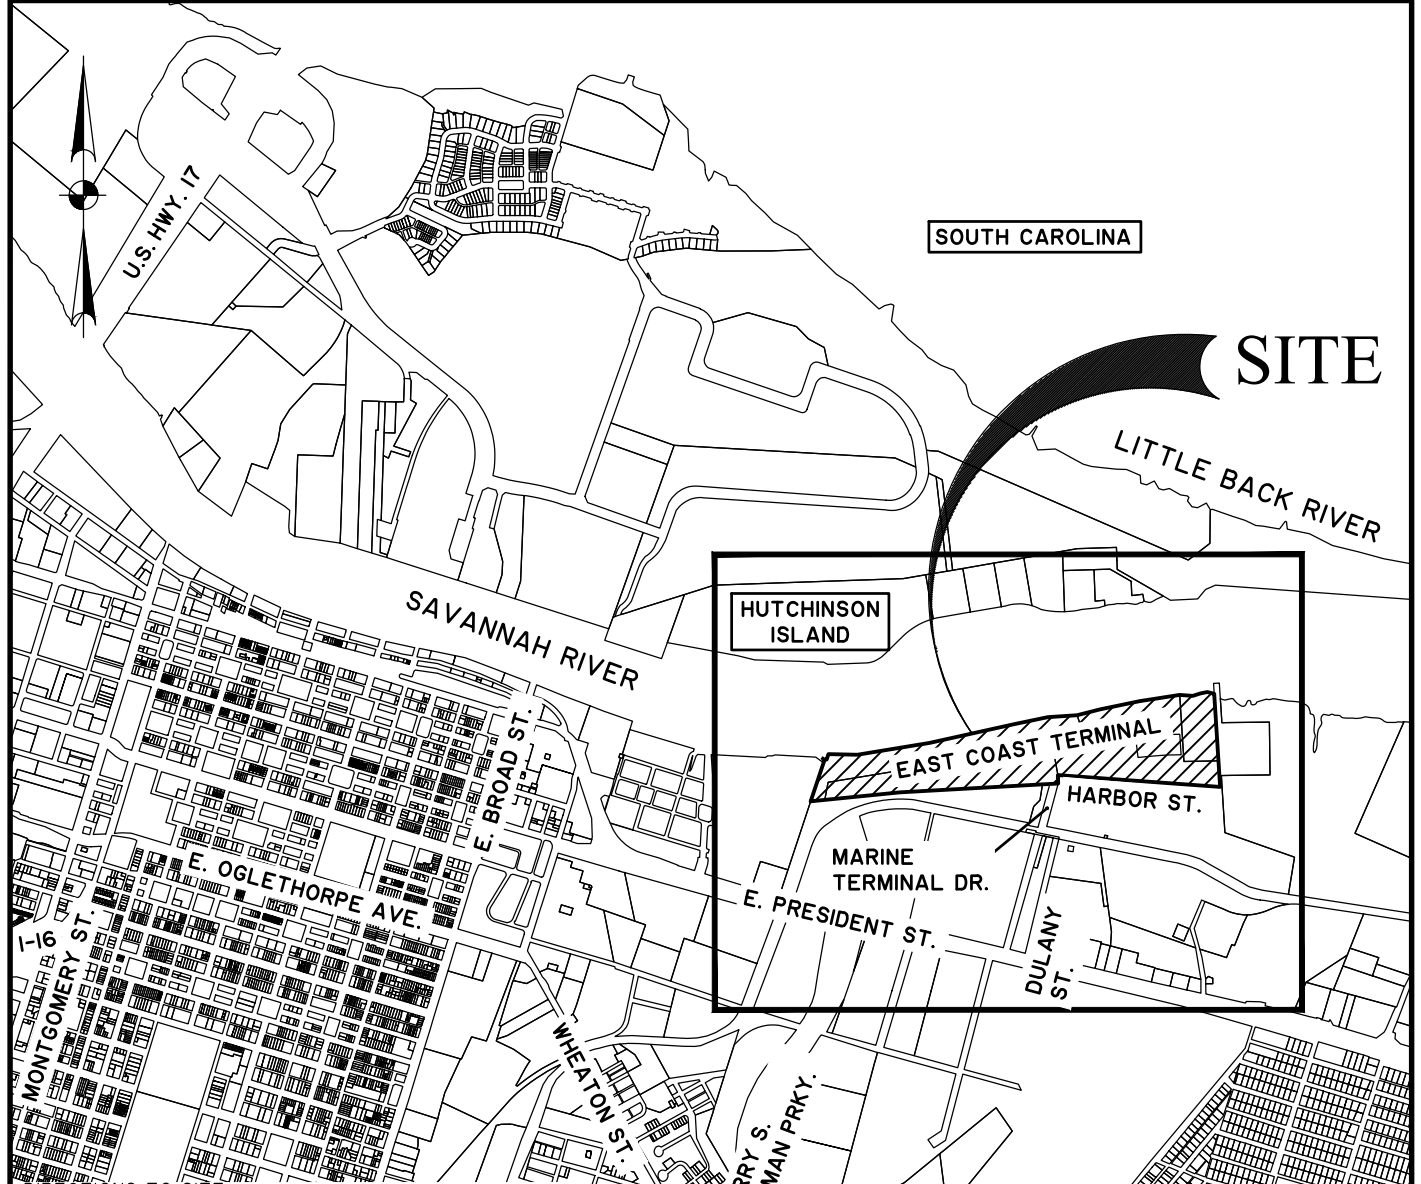 U.S. HWY. 17
SOUTH CAROLINA
SITE
LITTLE BACK RIVER
HUTCHINSON
ISLAND
SAVANNAH RIVER
EAST COAST TERMINAL
HARBOR ST.
E. BROAD ST.
MARINE
TERMINAL DR.
E. OGLETHORPE AVE.
E. PRESIDENT ST.
DULANY
ST.
I-16
MONTGOMERY ST.
WHEATON ST.
RRY S.
MAN PRKY.